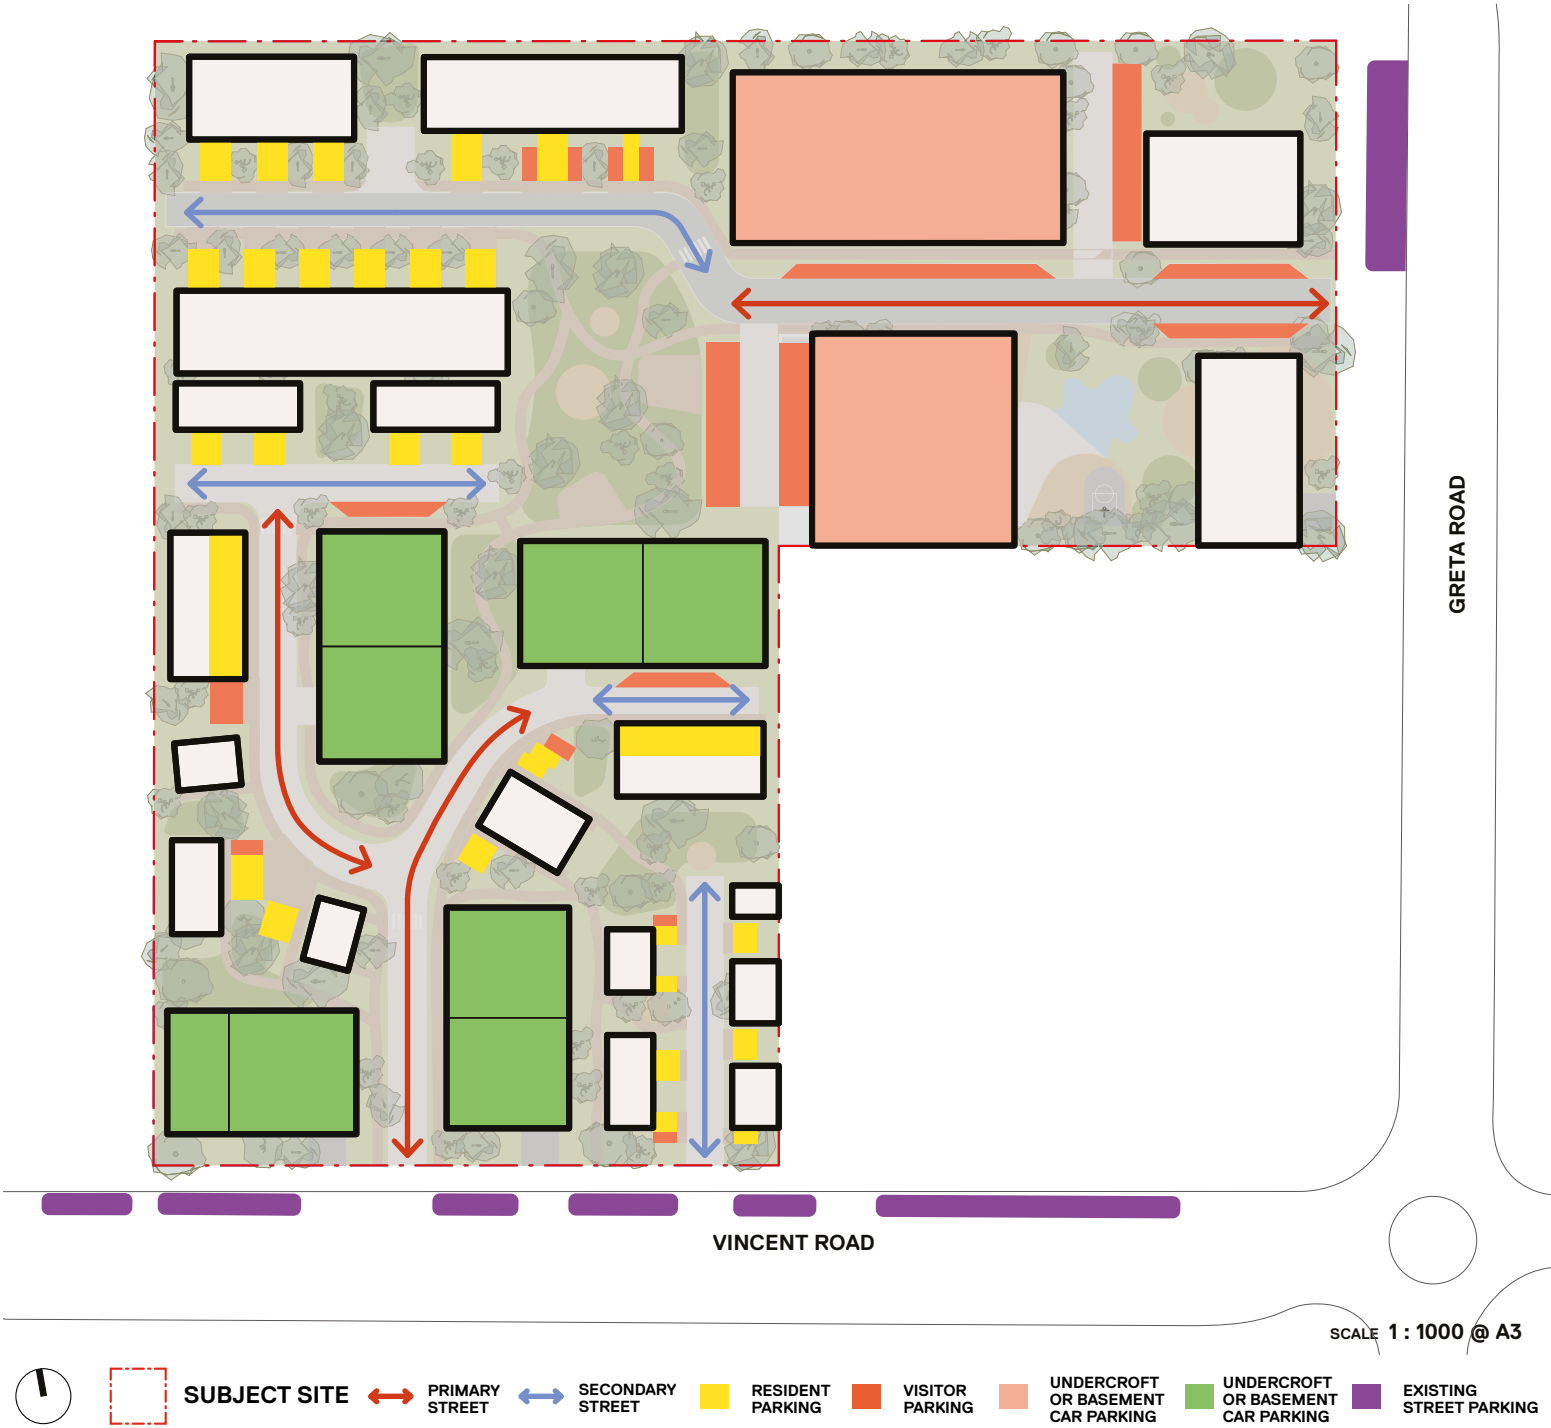 GRETA ROAD
VINCENT ROAD
SCALE 1 : 1000 @ A3
SUBJECT SITE
PRIMARY
STREET
SECONDARY
STREET
RESIDENT
PARKING
VISITOR
PARKING
UNDERCROFT
OR BASEMENT
CAR PARKING
UNDERCROFT
OR BASEMENT
CAR PARKING
EXISTING
STREET PARKING